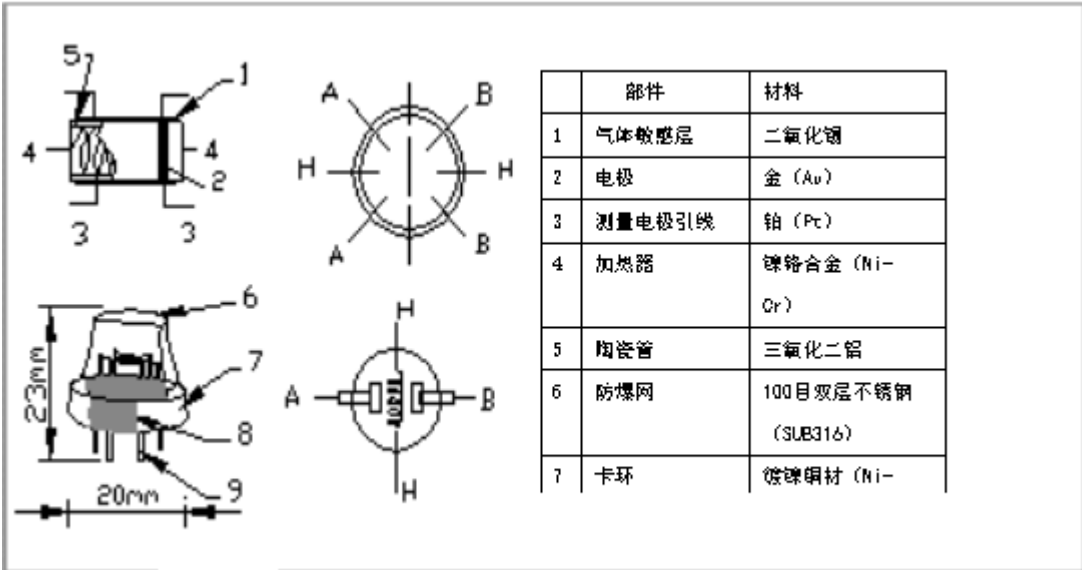 5
1
4
4
2
3
3
A
B
H
H
A
B
6
7
8
9
23mm
20mm
H
A
B
H
部件 材料
1 气体敏感层 二氧化锡
2 电极 金（Au）
3 测量电极引线 铂（Pt）
4 加热器 镍铬合金（Ni-
Cr）
5 陶瓷管 三氧化二铝
6 防爆网 100目双层不锈钢
（SUB316）
7 卡环 镀镍铜材（Ni-